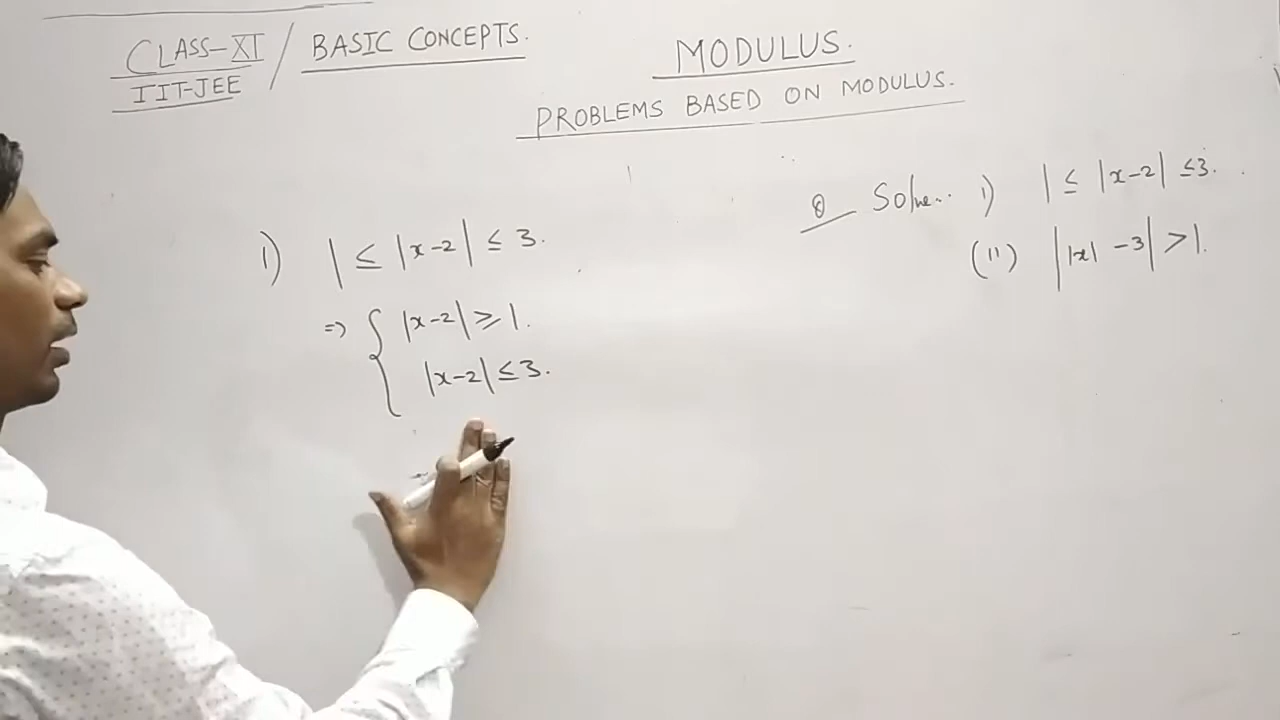 CLASS-XI / BASIC CONCEPTS.
IIT-JEE
MODULUS.
PROBLEMS BASED ON MODULUS.
Q Solve.. i) 1 ≤ |x-2| ≤3.
(ii) ||x| -3| >1.
1) 1 ≤ |x-2| ≤ 3.
=> { |x-2| ≥ 1.
|x-2| ≤ 3.